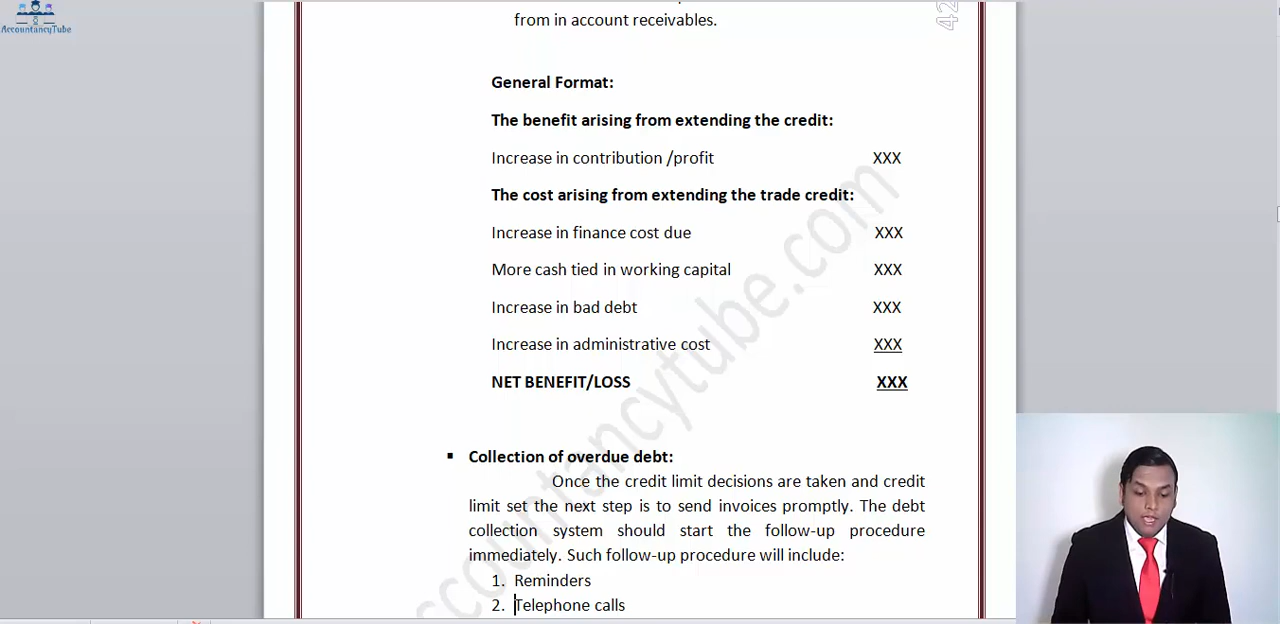 AccountancyTube
from in account receivables.
42
General Format:
The benefit arising from extending the credit:
Increase in contribution /profit XXX
The cost arising from extending the trade credit:
Increase in finance cost due XXX
More cash tied in working capital XXX
Increase in bad debt XXX
Increase in administrative cost XXX
NET BENEFIT/LOSS XXX
▪ Collection of overdue debt:
Once the credit limit decisions are taken and credit
limit set the next step is to send invoices promptly. The debt
collection system should start the follow-up procedure
immediately. Such follow-up procedure will include:
1. Reminders
2. Telephone calls
accountancytube.com